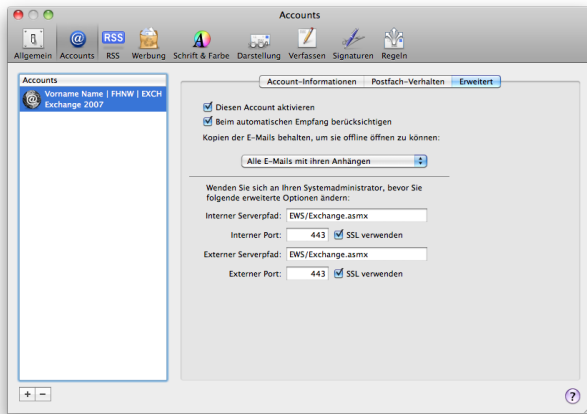 Accounts
Allgemein Accounts RSS Werbung Schrift & Farbe Darstellung Verfassen Signaturen Regeln
RSS
Accounts
Vorname Name | FHNW | EXCH
Exchange 2007
Account-Informationen Postfach-Verhalten Erweitert
Diesen Account aktivieren
Beim automatischen Empfang berücksichtigen
Kopien der E-Mails behalten, um sie offline öffnen zu können:
Alle E-Mails mit ihren Anhängen
Wenden Sie sich an Ihren Systemadministrator, bevor Sie
folgende erweiterte Optionen ändern:
Interner Serverpfad: EWS/Exchange.asmx
Interner Port: 443 SSL verwenden
Externer Serverpfad: EWS/Exchange.asmx
Externer Port: 443 SSL verwenden